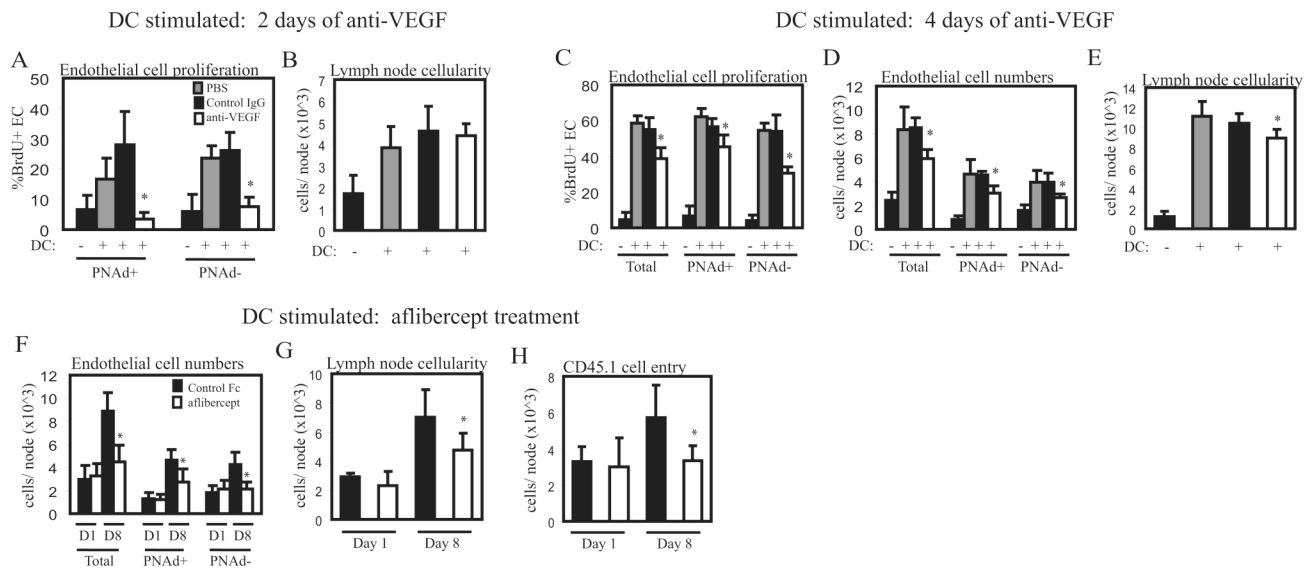 DC stimulated: 2 days of anti-VEGF
DC stimulated: 4 days of anti-VEGF
A
Endothelial cell proliferation
%BrdU+ EC
50
40
30
20
10
0
PBS
Control IgG
anti-VEGF
*
*
DC: - + + + - + + +
PNAd+ PNAd-
B
Lymph node cellularity
cells/ node (x10^3)
7
6
5
4
3
2
1
0
DC: - + + +
C
Endothelial cell proliferation
%BrdU+ EC
80
60
40
20
0
*
*
*
DC: - + + + - + ++ - + + +
Total PNAd+ PNAd-
D
Endothelial cell numbers
cells/ node (x10^3)
12
10
8
6
4
2
0
*
*
*
DC: - + + + - + + + - + + +
Total PNAd+ PNAd-
E
Lymph node cellularity
cells/ node (x10^3)
14
12
10
8
6
4
2
0
*
DC: - + + +
DC stimulated: aflibercept treatment
F
Endothelial cell numbers
cells/ node (x10^3)
12
10
8
6
4
2
0
Control Fc
aflibercept
*
*
*
D1 D8 D1 D8 D1 D8
Total PNAd+ PNAd-
G
Lymph node cellularity
cells/ node (x10^3)
10
8
6
4
2
0
*
Day 1 Day 8
H
CD45.1 cell entry
cells/ node (x10^3)
8
6
4
2
0
*
Day 1 Day 8